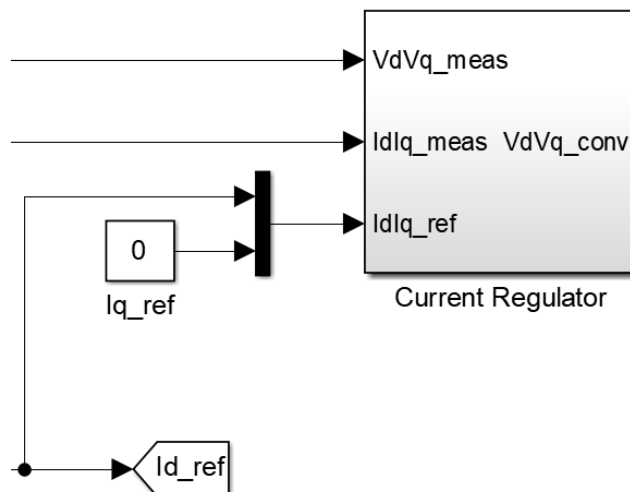 VdVq_meas
IdIq_meas VdVq_conv
IdIq_ref
0
Iq_ref
Current Regulator
Id_ref